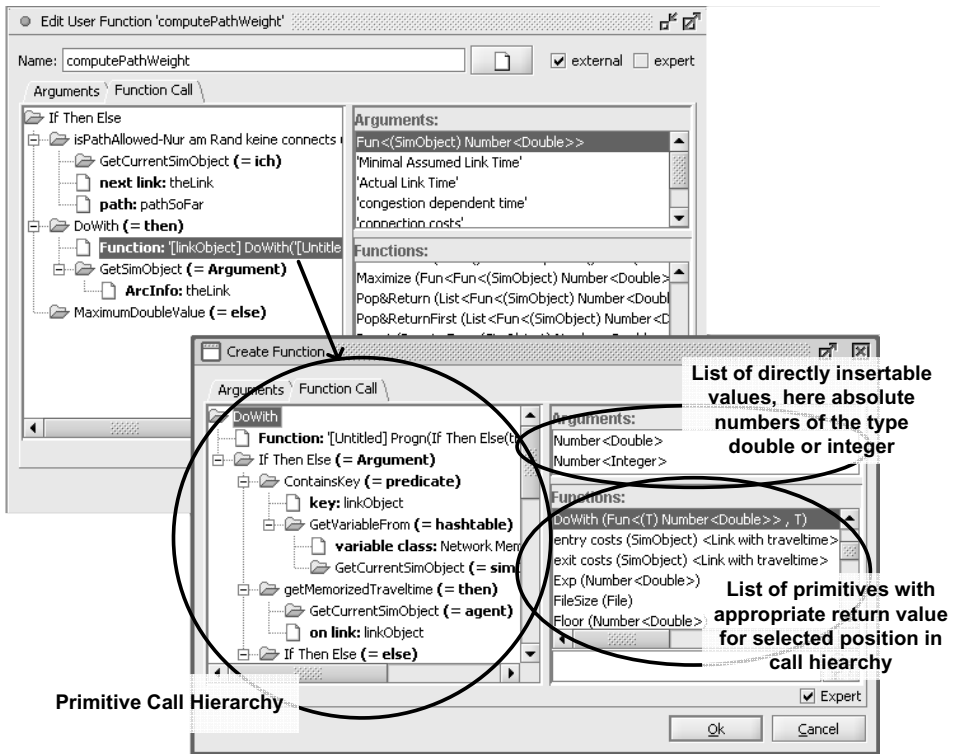 Edit User Function 'computePathWeight'
Name: computePathWeight
external expert
Arguments Function Call
If Then Else
isPathAllowed-Nur am Rand keine connects
GetCurrentSimObject (= ich)
next link: theLink
path: pathSoFar
DoWith (= then)
Function: '[linkObject] DoWith('[Untitle
GetSimObject (= Argument)
ArcInfo: theLink
MaximumDoubleValue (= else)
Arguments:
Fun<(SimObject) Number<Double>>
'Minimal Assumed Link Time'
'Actual Link Time'
'congestion dependent time'
'connection costs'
Functions:
Maximize (Fun<Fun<(SimObject) Number<Double>
Pop&Return (List<Fun<(SimObject) Number<Doubl
Pop&ReturnFirst (List<Fun<(SimObject) Number<D
Create Function
Arguments Function Call
DoWith
Function: '[Untitled] Progn(If Then Else(
If Then Else (= Argument)
ContainsKey (= predicate)
key: linkObject
GetVariableFrom (= hashtable)
variable class: Network Mem
GetCurrentSimObject (= sim
getMemorizedTraveltime (= then)
GetCurrentSimObject (= agent)
on link: linkObject
If Then Else (= else)
Arguments:
Number<Double>
Number<Integer>
Functions:
DoWith (Fun<(T) Number<Double>> , T)
entry costs (SimObject) <Link with traveltime>
exit costs (SimObject) <Link with traveltime>
Exp (Number<Double>)
FileSize (File)
Floor (Number<Double>)
List of directly insertable
values, here absolute
numbers of the type
double or integer
List of primitives with
appropriate return value
for selected position in
call hiearchy
Primitive Call Hierarchy
Expert
Ok Cancel